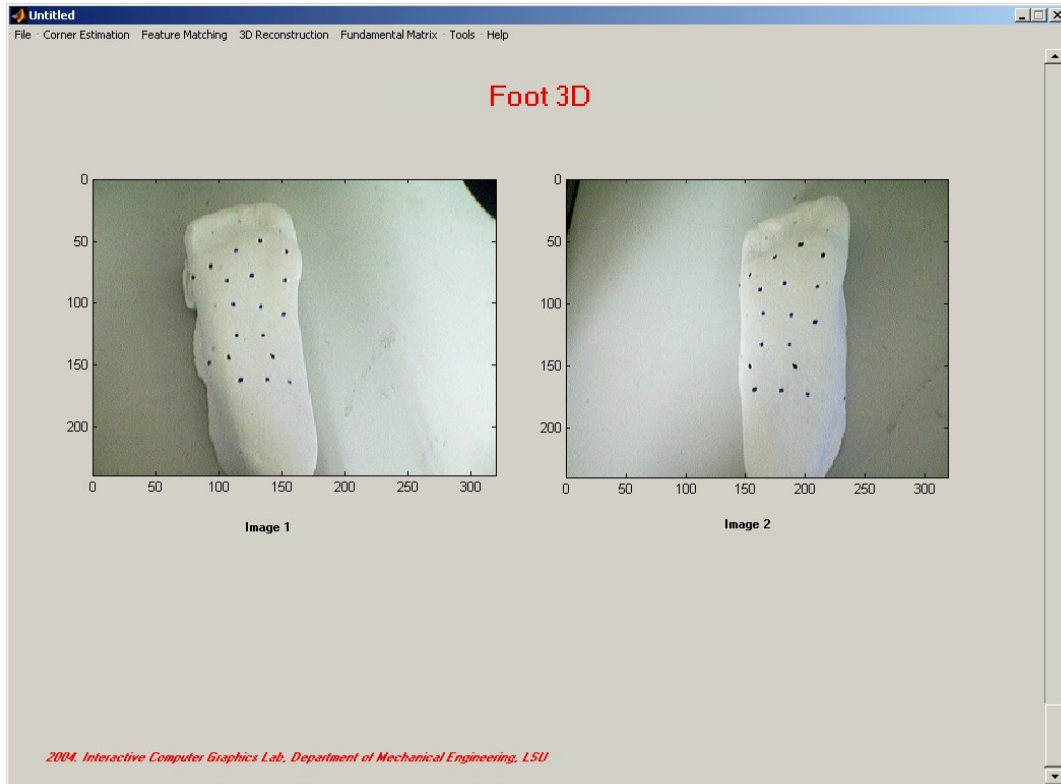 Untitled
File Corner Estimation Feature Matching 3D Reconstruction Fundamental Matrix Tools Help
Foot 3D
0
50
100
150
200
0 50 100 150 200 250 300
Image 1
0
50
100
150
200
0 50 100 150 200 250 300
Image 2
2004. Interactive Computer Graphics Lab, Department of Mechanical Engineering, LSU